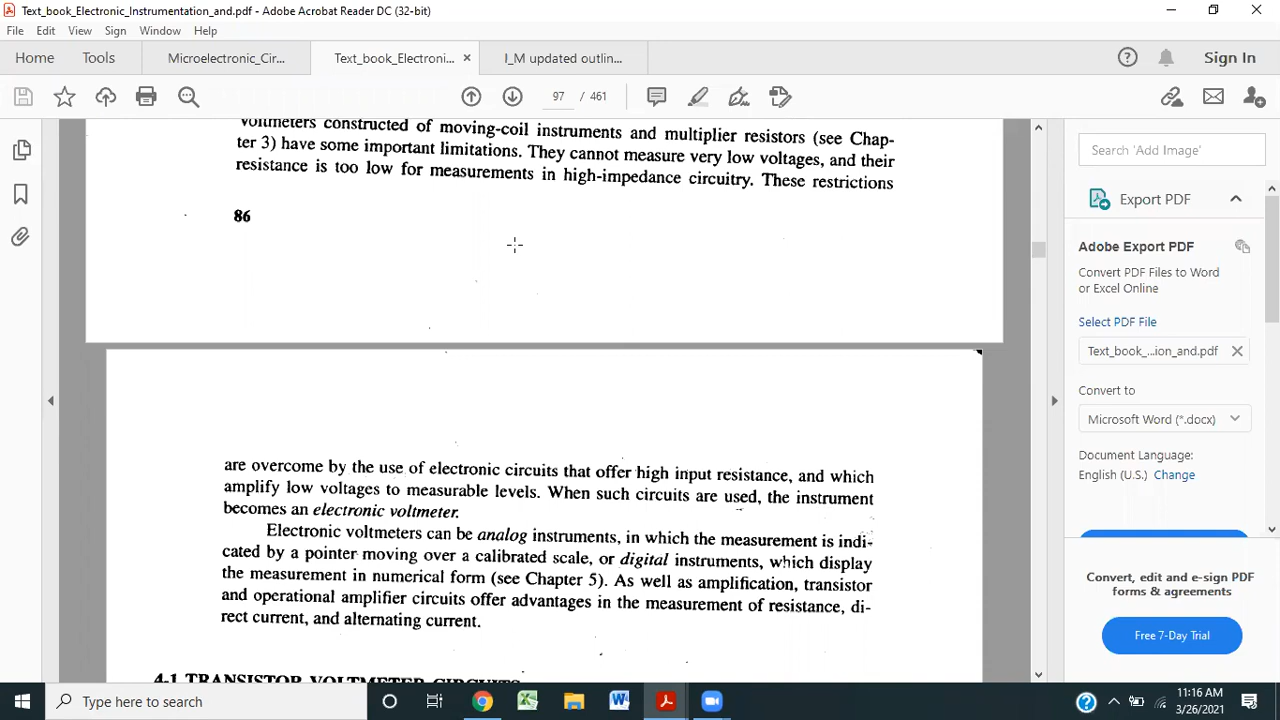 Text_book_Electronic_Instrumentation_and.pdf - Adobe Acrobat Reader DC (32-bit)
File Edit View Sign Window Help
Home Tools Microelectronic_Cir... Text_book_Electroni... I_M updated outlin... Sign In
97 / 461
voltmeters constructed of moving-coil instruments and multiplier resistors (see Chap-
ter 3) have some important limitations. They cannot measure very low voltages, and their
resistance is too low for measurements in high-impedance circuitry. These restrictions
86
are overcome by the use of electronic circuits that offer high input resistance, and which
amplify low voltages to measurable levels. When such circuits are used, the instrument
becomes an electronic voltmeter.
Electronic voltmeters can be analog instruments, in which the measurement is indi-
cated by a pointer moving over a calibrated scale, or digital instruments, which display
the measurement in numerical form (see Chapter 5). As well as amplification, transistor
and operational amplifier circuits offer advantages in the measurement of resistance, di-
rect current, and alternating current.
4-1 TRANSISTOR VOLTMETER CIRCUITS
Search 'Add Image'
Export PDF
Adobe Export PDF
Convert PDF Files to Word
or Excel Online
Select PDF File
Text_book_...ion_and.pdf
Convert to
Microsoft Word (*.docx)
Document Language:
English (U.S.) Change
Convert, edit and e-sign PDF
forms & agreements
Free 7-Day Trial
Type here to search
11:16 AM
3/26/2021